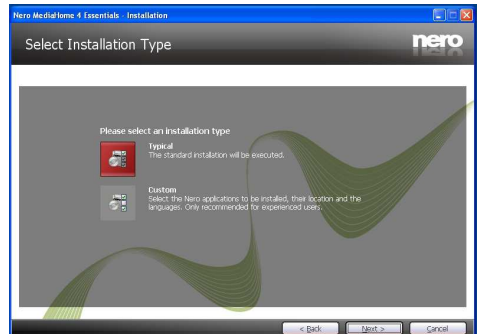 Nero MediaHome 4 Essentials - Installation
Select Installation Type
nero
Please select an installation type
Typical
The standard installation will be executed.
Custom
Select the Nero applications to be installed, their location and the
languages. Only recommended for experienced users.
< Back
Next >
Cancel